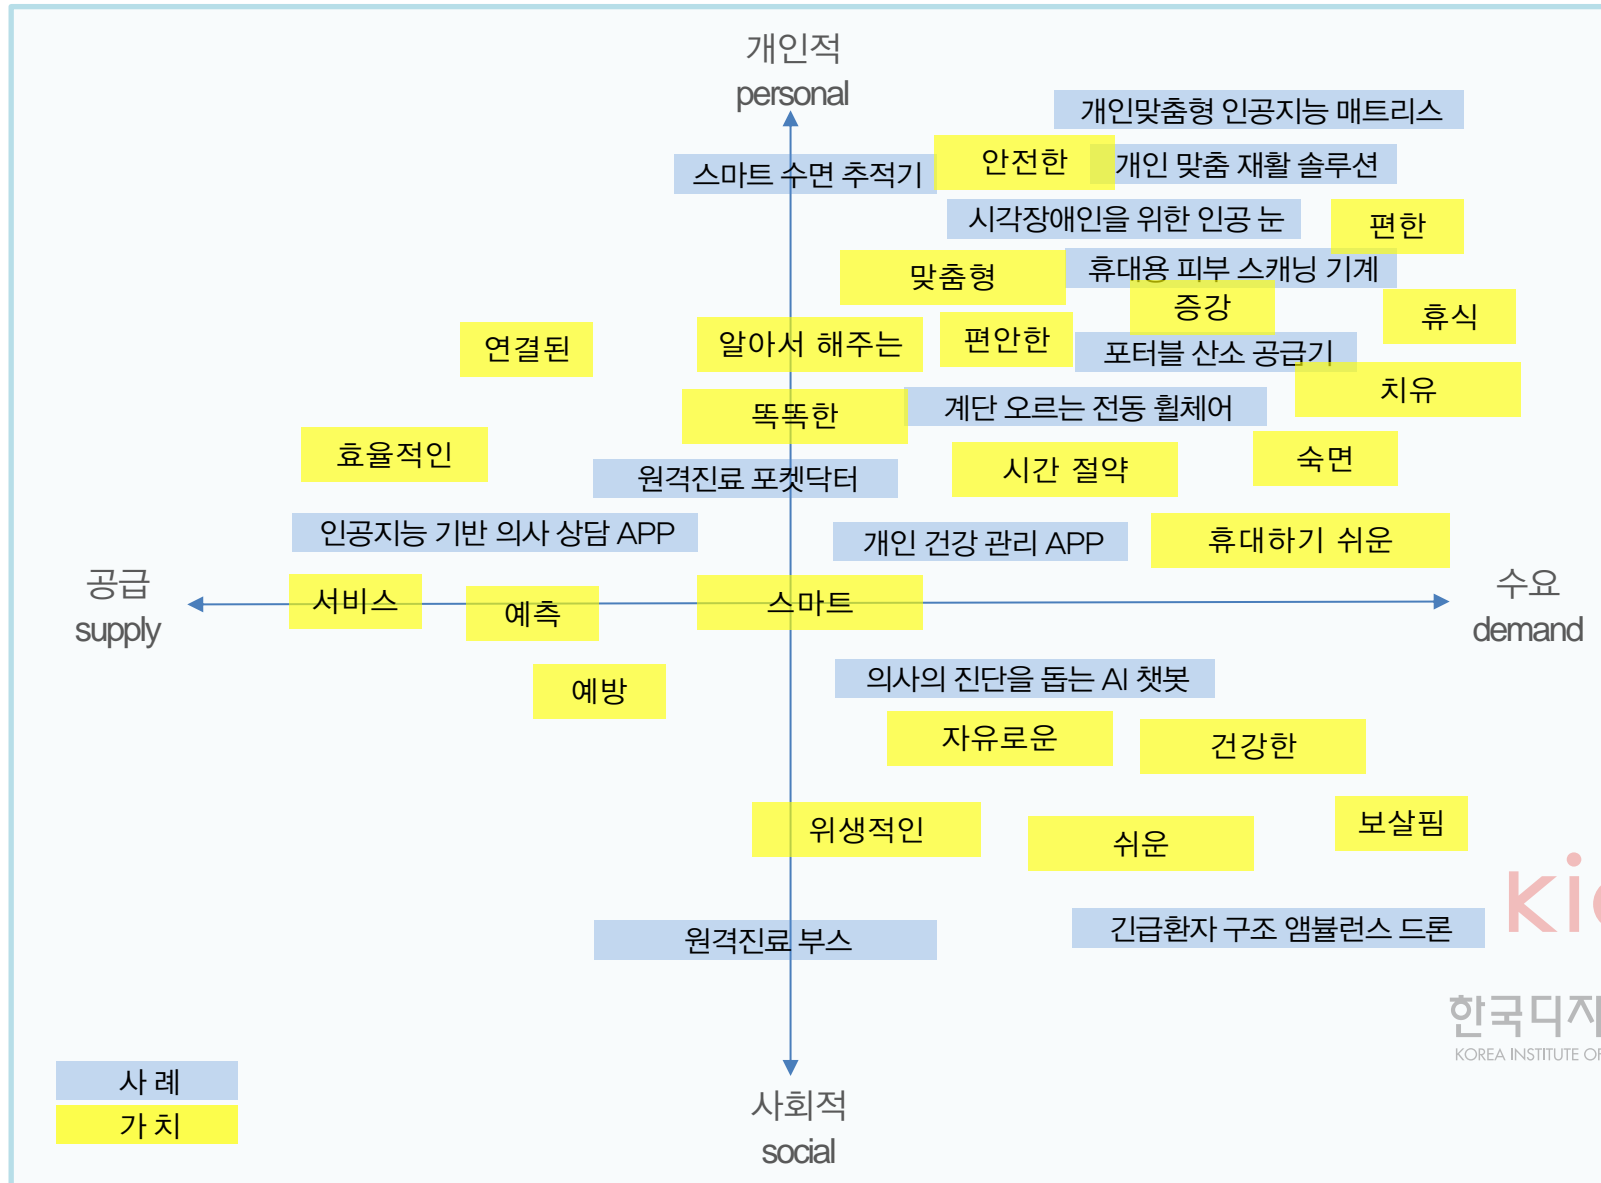 개인적
personal
개인맞춤형 인공지능 매트리스
스마트 수면 추적기
안전한
개인 맞춤 재활 솔루션
시각장애인을 위한 인공 눈
편한
맞춤형
휴대용 피부 스캐닝 기계
증강
휴식
연결된
알아서 해주는
편안한
포터블 산소 공급기
치유
똑똑한
계단 오르는 전동 휠체어
효율적인
원격진료 포켓닥터
시간 절약
숙면
인공지능 기반 의사 상담 APP
개인 건강 관리 APP
휴대하기 쉬운
공급
supply
서비스
예측
스마트
수요
demand
예방
의사의 진단을 돕는 AI 챗봇
자유로운
건강한
위생적인
쉬운
보살핌
원격진료 부스
긴급환자 구조 앰뷸런스 드론
KOREA INSTITUTE OF
사 례
가 치
사회적
social